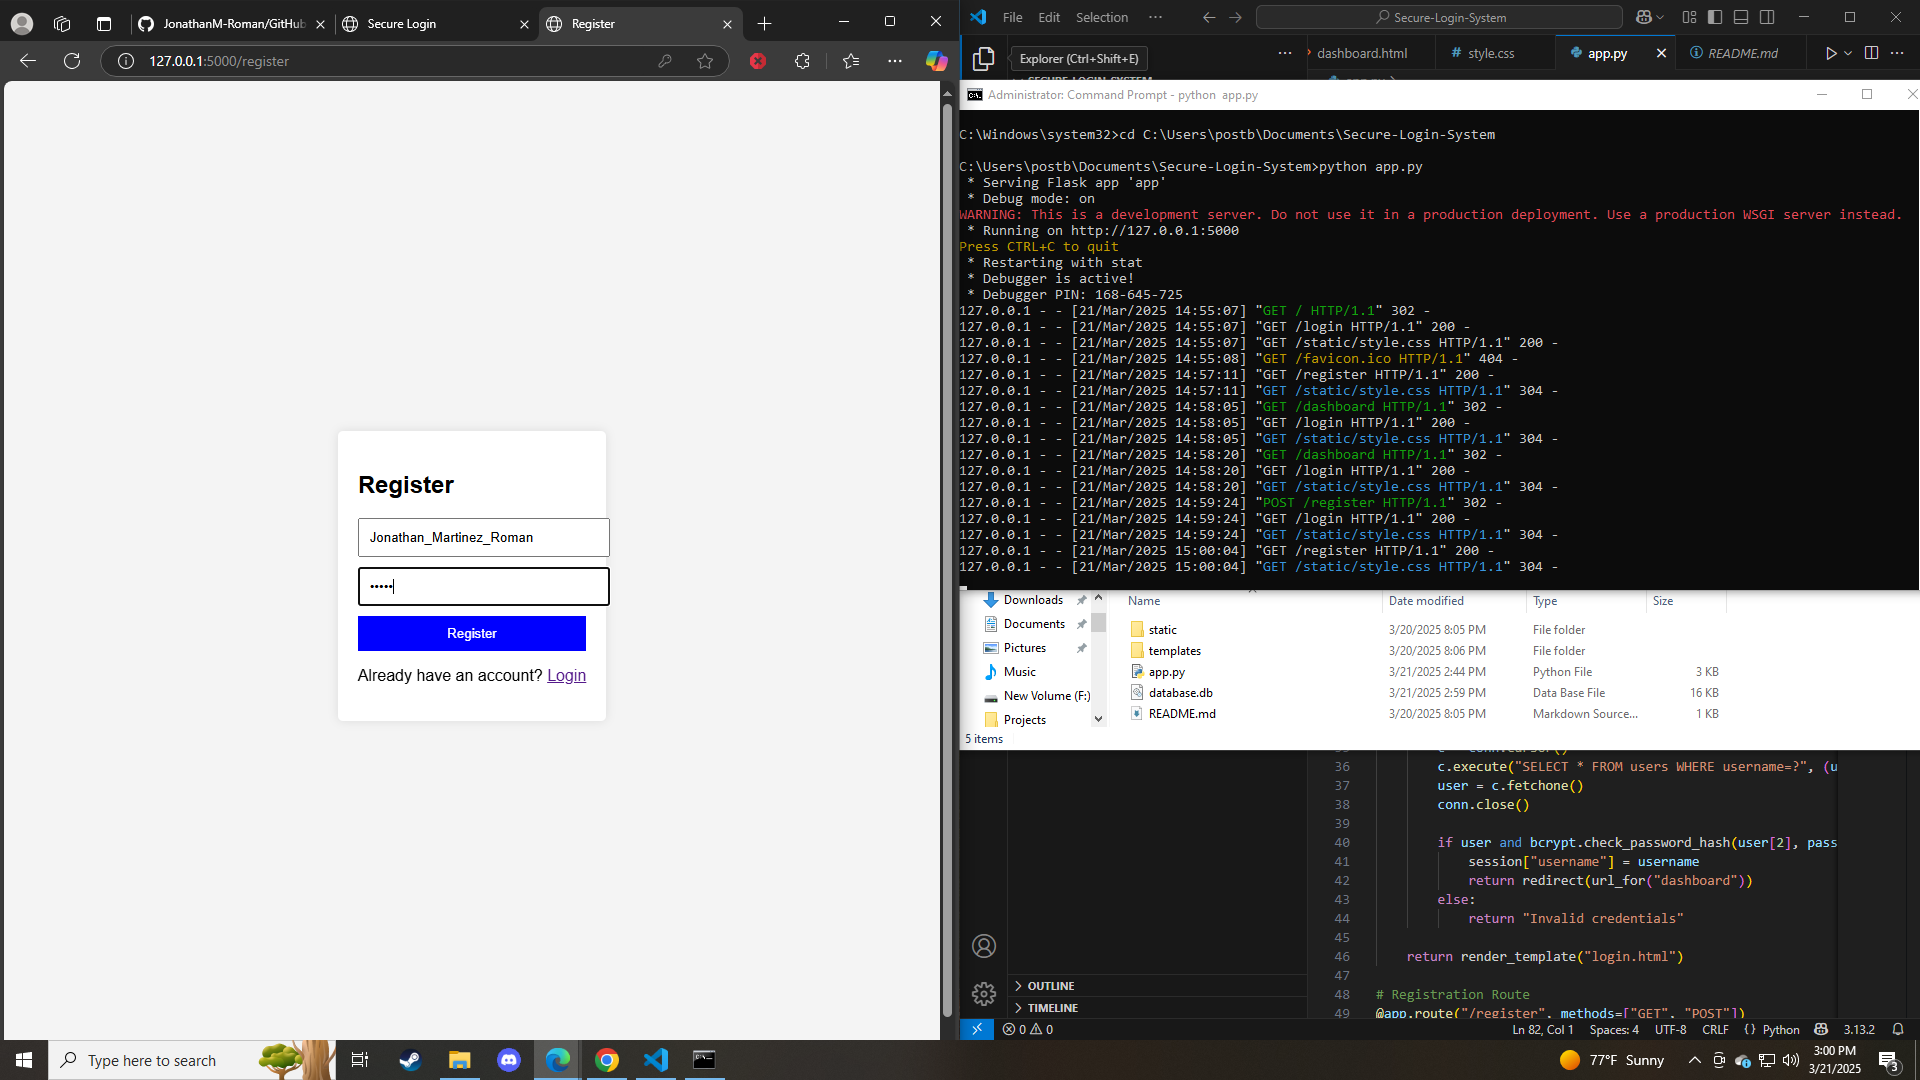 JonathanM-Roman/GitHub
Secure Login
Register
127.0.0.1:5000/register
Register
Jonathan_Martinez_Roman
•••••
Register
Already have an account? Login
File Edit Selection ···
Secure-Login-System
Explorer (Ctrl+Shift+E)
dashboard.html
# style.css
app.py
README.md
Administrator: Command Prompt - python app.py
C:\Windows\system32>cd C:\Users\postb\Documents\Secure-Login-System
C:\Users\postb\Documents\Secure-Login-System>python app.py
* Serving Flask app 'app'
* Debug mode: on
WARNING: This is a development server. Do not use it in a production deployment. Use a production WSGI server instead.
* Running on http://127.0.0.1:5000
Press CTRL+C to quit
* Restarting with stat
* Debugger is active!
* Debugger PIN: 168-645-725
127.0.0.1 - - [21/Mar/2025 14:55:07] "GET / HTTP/1.1" 302 -
127.0.0.1 - - [21/Mar/2025 14:55:07] "GET /login HTTP/1.1" 200 -
127.0.0.1 - - [21/Mar/2025 14:55:07] "GET /static/style.css HTTP/1.1" 200 -
127.0.0.1 - - [21/Mar/2025 14:55:08] "GET /favicon.ico HTTP/1.1" 404 -
127.0.0.1 - - [21/Mar/2025 14:57:11] "GET /register HTTP/1.1" 200 -
127.0.0.1 - - [21/Mar/2025 14:57:11] "GET /static/style.css HTTP/1.1" 304 -
127.0.0.1 - - [21/Mar/2025 14:58:05] "GET /dashboard HTTP/1.1" 302 -
127.0.0.1 - - [21/Mar/2025 14:58:05] "GET /login HTTP/1.1" 200 -
127.0.0.1 - - [21/Mar/2025 14:58:05] "GET /static/style.css HTTP/1.1" 304 -
127.0.0.1 - - [21/Mar/2025 14:58:20] "GET /dashboard HTTP/1.1" 302 -
127.0.0.1 - - [21/Mar/2025 14:58:20] "GET /login HTTP/1.1" 200 -
127.0.0.1 - - [21/Mar/2025 14:58:20] "GET /static/style.css HTTP/1.1" 304 -
127.0.0.1 - - [21/Mar/2025 14:59:24] "POST /register HTTP/1.1" 302 -
127.0.0.1 - - [21/Mar/2025 14:59:24] "GET /login HTTP/1.1" 200 -
127.0.0.1 - - [21/Mar/2025 14:59:24] "GET /static/style.css HTTP/1.1" 304 -
127.0.0.1 - - [21/Mar/2025 15:00:04] "GET /register HTTP/1.1" 200 -
127.0.0.1 - - [21/Mar/2025 15:00:04] "GET /static/style.css HTTP/1.1" 304 -
Downloads
Documents
Pictures
Music
New Volume (F:)
Projects
Name Date modified Type Size
static 3/20/2025 8:05 PM File folder
templates 3/20/2025 8:06 PM File folder
app.py 3/21/2025 2:44 PM Python File 3 KB
database.db 3/21/2025 2:59 PM Data Base File 16 KB
README.md 3/20/2025 8:05 PM Markdown Source... 1 KB
5 items
36 c.execute("SELECT * FROM users WHERE username=?", (u
37 user = c.fetchone()
38 conn.close()
39
40 if user and bcrypt.check_password_hash(user[2], pass
41 session["username"] = username
42 return redirect(url_for("dashboard"))
43 else:
44 return "Invalid credentials"
45
46 return render_template("login.html")
47
48 # Registration Route
49 @app.route("/register", methods=["GET", "POST"])
OUTLINE
TIMELINE
0 0
Ln 82, Col 1 Spaces: 4 UTF-8 CRLF {} Python 3.13.2
Type here to search
77°F Sunny
3:00 PM
3/21/2025
3